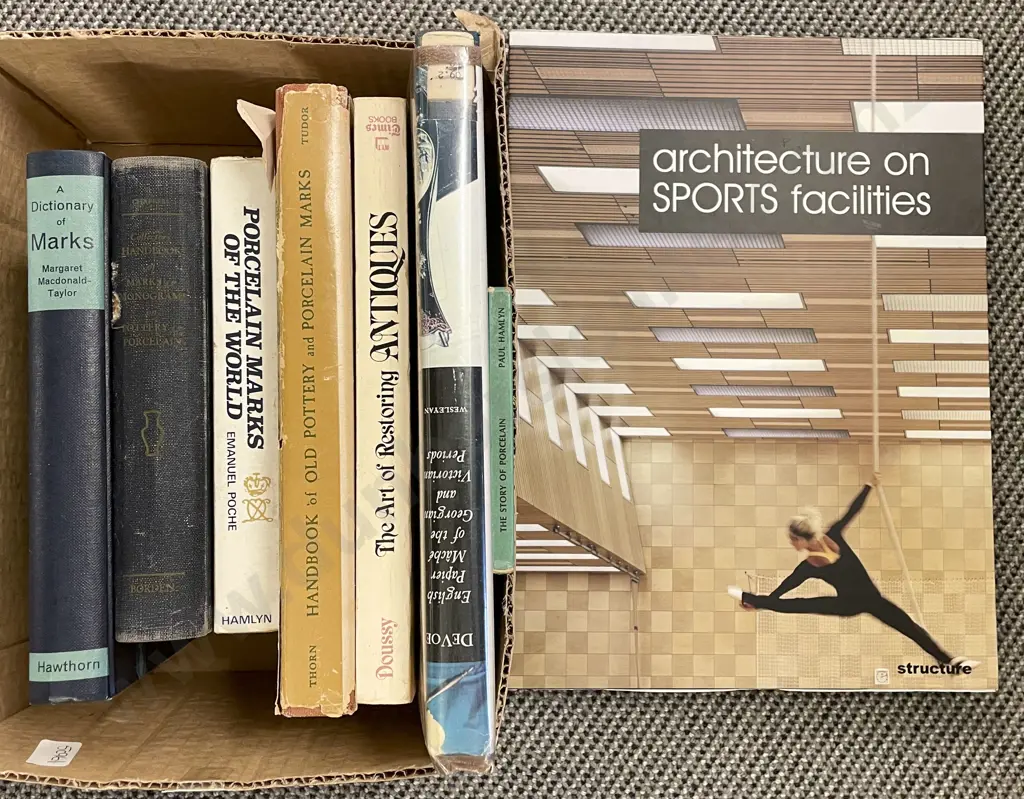 A
Dictionary
of
Marks
Margaret
Macdonald-
Taylor
Hawthorn
HANDBOOK
MARKS
MONOGRAMS
POTTERY
PORCELAIN
BORDEN
PORCELAIN MARKS
OF THE WORLD
EMANUEL POCHE
HAMLYN
TUDOR
HANDBOOK of OLD POTTERY and PORCELAIN MARKS
THORN
Times
BOOKS
The Art of Restoring ANTIQUES
Doussy
WESLEYAN
English
Papier
Mâché
of the
Georgian
and
Victorian
Periods
DeVOE
PAUL HAMLYN
THE STORY OF PORCELAIN
architecture on
SPORTS facilities
structure